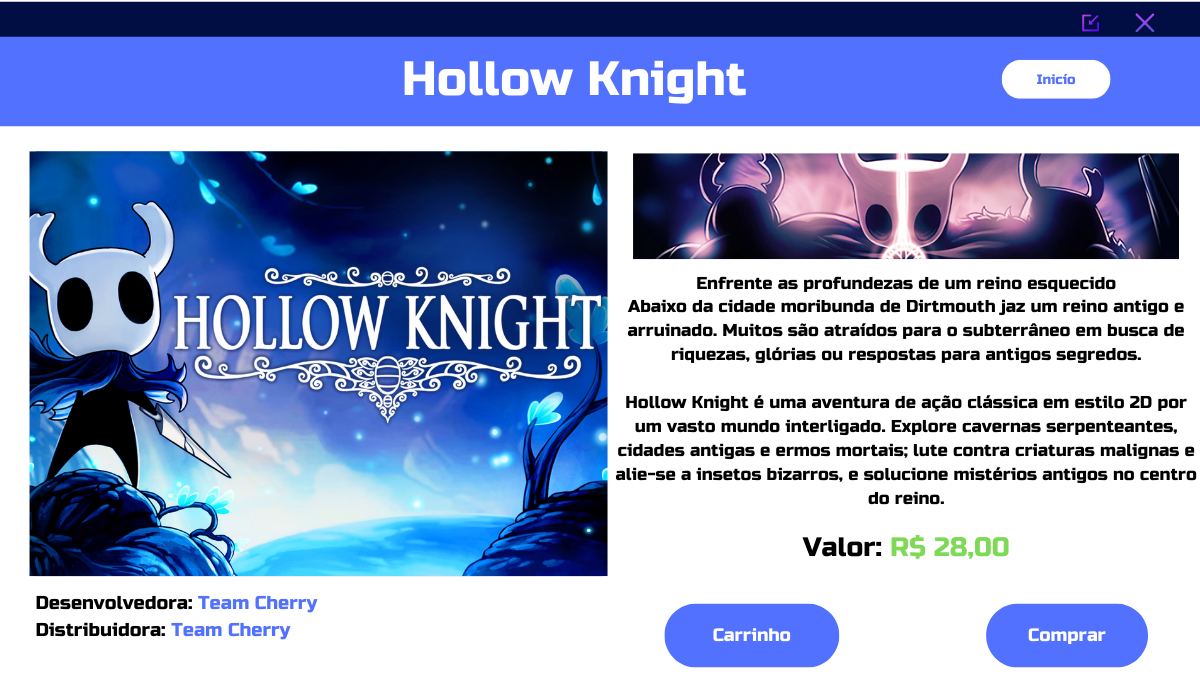 Hollow Knight
Inicío
HOLLOW KNIGHT
Enfrente as profundezas de um reino esquecido
Abaixo da cidade moribunda de Dirtmouth jaz um reino antigo e
arruinado. Muitos são atraídos para o subterrâneo em busca de
riquezas, glórias ou respostas para antigos segredos.
Hollow Knight é uma aventura de ação clássica em estilo 2D por
um vasto mundo interligado. Explore cavernas serpenteantes,
cidades antigas e ermos mortais; lute contra criaturas malignas e
alie-se a insetos bizarros, e solucione mistérios antigos no centro
do reino.
Valor: R$ 28,00
Desenvolvedora: Team Cherry
Distribuidora: Team Cherry
Carrinho
Comprar